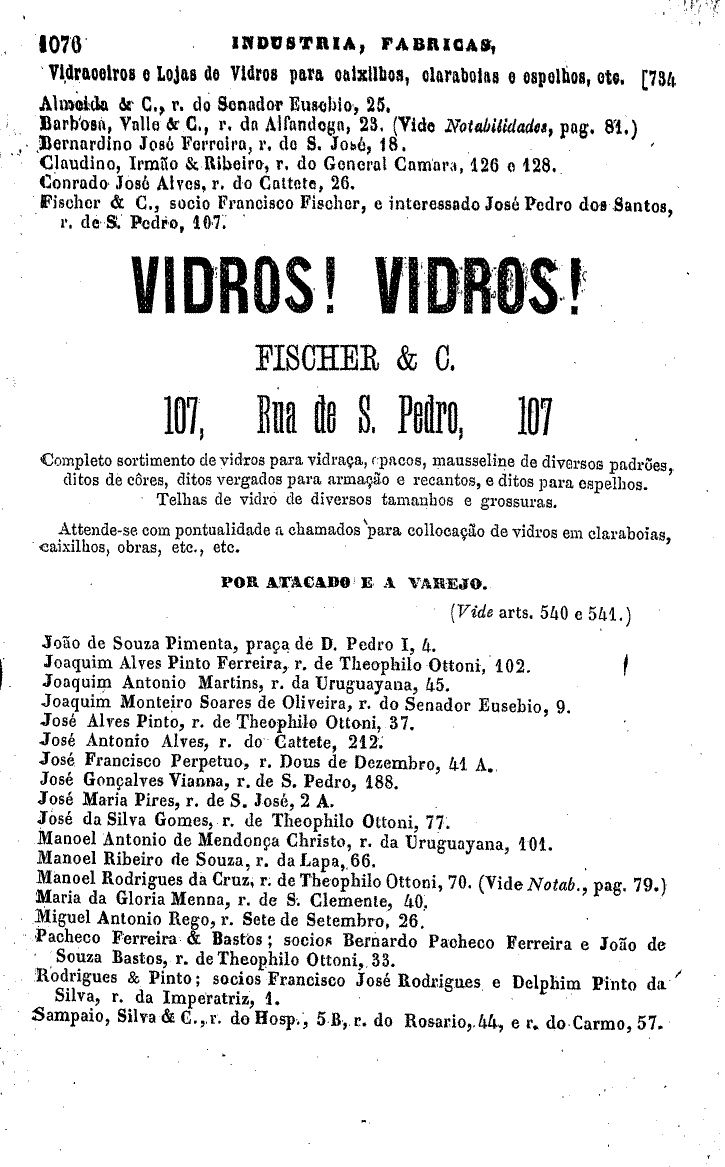 1076 INDUSTRIA, FABRICAS,
Vidraceiros e Lojas de Vidros para caixilhos, claraboias e espelhos, etc. [734
Almeida & C., r. do Senador Eusebio, 25.
Barbosa, Valle & C., r. da Alfandega, 23. (Vide Notabilidades, pag. 81.)
Bernardino José Ferreira, r. de S. José, 18.
Claudino, Irmão & Ribeiro, r. do General Camara, 126 e 128.
Conrado José Alves, r. do Cattete, 26.
Fischer & C., socio Francisco Fischer, e interessado José Pedro dos Santos,
r. de S. Pedro, 107.
VIDROS! VIDROS!
FISCHER & C.
107, Rua de S. Pedro, 107
Completo sortimento de vidros para vidraça, opacos, mausseline de diversos padrões,
ditos de côres, ditos vergados para armação e recantos, e ditos para espelhos.
Telhas de vidro de diversos tamanhos e grossuras.
Attende-se com pontualidade a chamados para collocação de vidros em claraboias,
caixilhos, obras, etc., etc.
POR ATACADO E A VAREJO.
(Vide arts. 540 e 541.)
João de Souza Pimenta, praça de D. Pedro I, 4.
Joaquim Alves Pinto Ferreira, r. de Theophilo Ottoni, 102.
Joaquim Antonio Martins, r. da Uruguayana, 45.
Joaquim Monteiro Soares de Oliveira, r. do Senador Eusebio, 9.
José Alves Pinto, r. de Theophilo Ottoni, 37.
José Antonio Alves, r. do Cattete, 212.
José Francisco Perpetuo, r. Dous de Dezembro, 41 A.
José Gonçalves Vianna, r. de S. Pedro, 188.
José Maria Pires, r. de S. José, 2 A.
José da Silva Gomes, r. de Theophilo Ottoni, 77.
Manoel Antonio de Mendonça Christo, r. da Uruguayana, 101.
Manoel Ribeiro de Souza, r. da Lapa, 66.
Manoel Rodrigues da Cruz, r. de Theophilo Ottoni, 70. (Vide Notab., pag. 79.)
Maria da Gloria Menna, r. de S. Clemente, 40.
Miguel Antonio Rego, r. Sete de Setembro, 26.
Pacheco Ferreira & Bastos; socios Bernardo Pacheco Ferreira e João de
Souza Bastos, r. de Theophilo Ottoni, 33.
Rodrigues & Pinto; socios Francisco José Rodrigues e Delphim Pinto da
Silva, r. da Imperatriz, 1.
Sampaio, Silva & C., r. do Hosp., 5 B, r. do Rosario, 44, e r. do Carmo, 57.